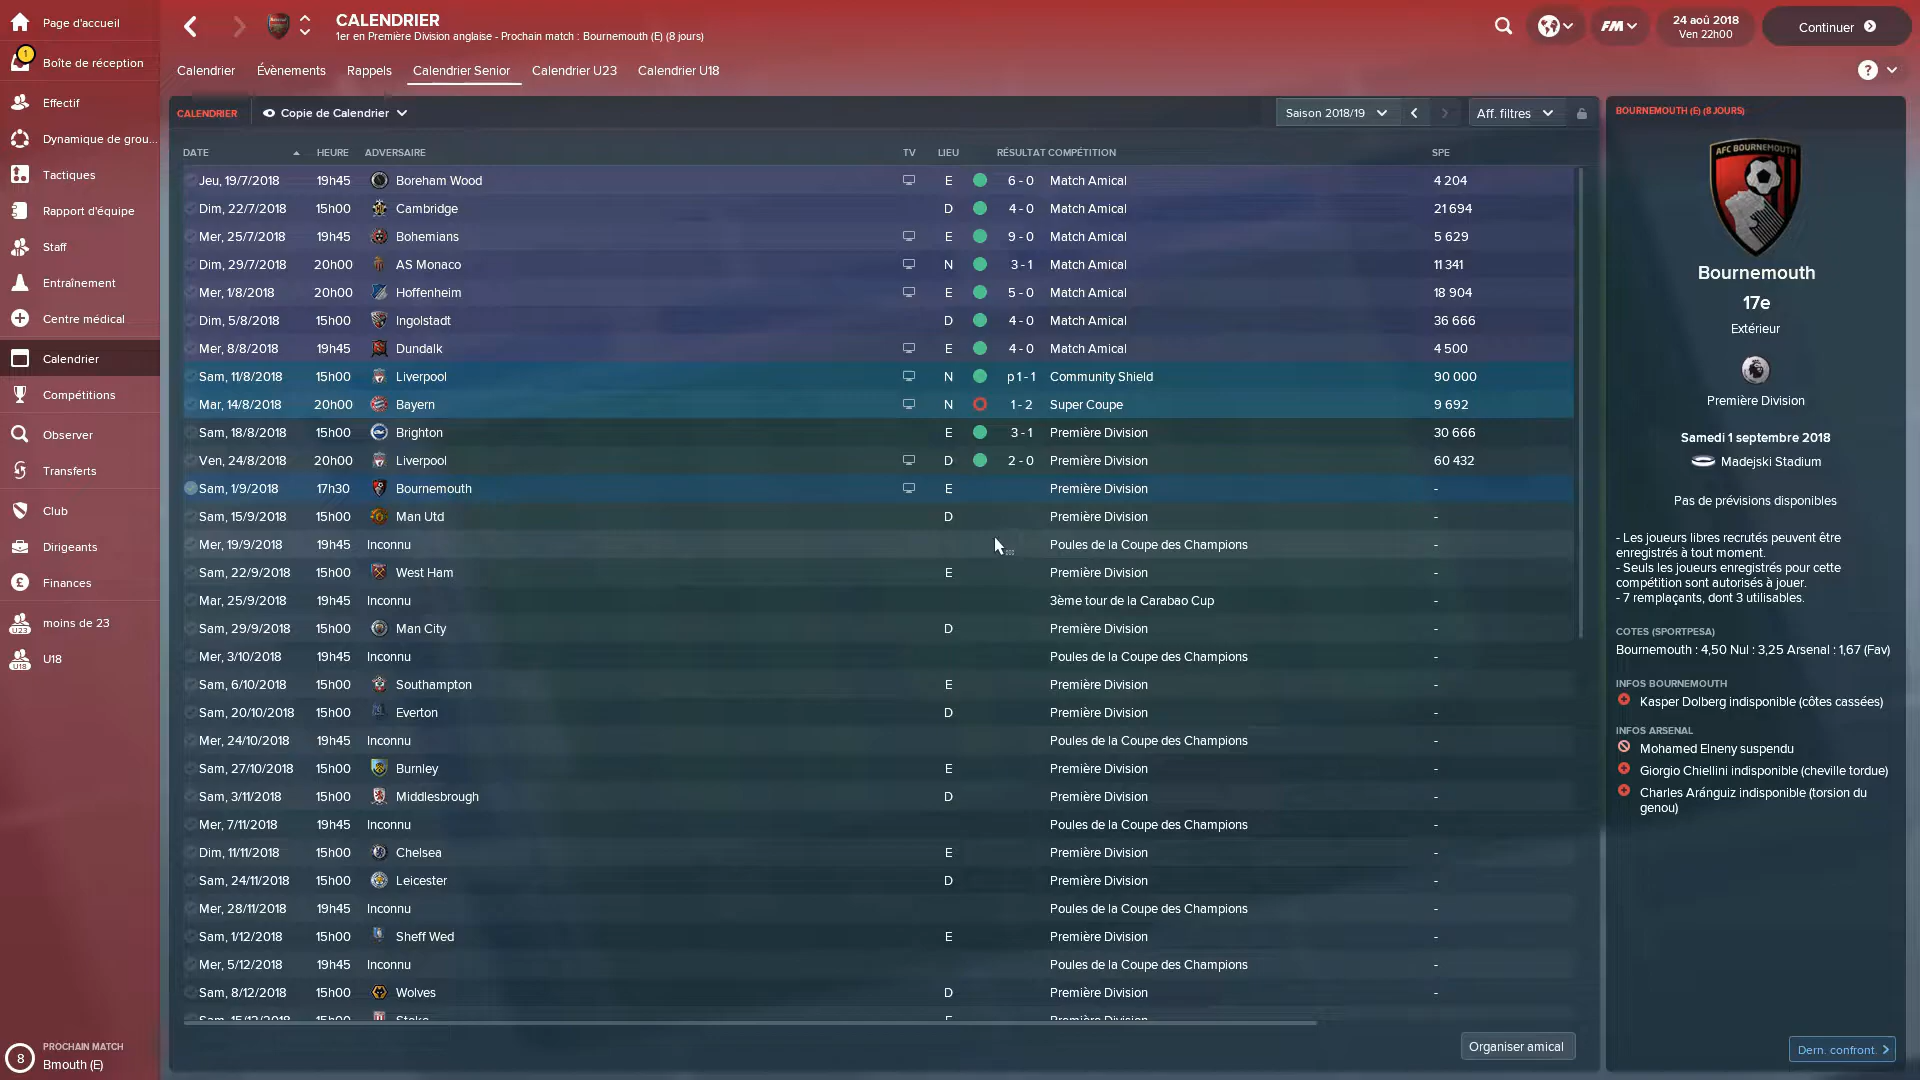 Page d'accueil
1
Boîte de réception
Effectif
Dynamique de grou...
Tactiques
Rapport d'équipe
Staff
Entraînement
Centre médical
Calendrier
Compétitions
Observer
Transferts
Club
Dirigeants
Finances
U23 moins de 23
U18 U18
8 PROCHAIN MATCH
Bmouth (E)
CALENDRIER
1er en Première Division anglaise - Prochain match : Bournemouth (E) (8 jours)
FM
24 aoû 2018
Ven 22h00
Continuer
Calendrier Évènements Rappels Calendrier Senior Calendrier U23 Calendrier U18
?
CALENDRIER Copie de Calendrier Saison 2018/19 Aff. filtres
DATE HEURE ADVERSAIRE TV LIEU RÉSULTAT COMPÉTITION SPE
Jeu, 19/7/2018 19h45 Boreham Wood E 6 - 0 Match Amical 4 204
Dim, 22/7/2018 15h00 Cambridge D 4 - 0 Match Amical 21 694
Mer, 25/7/2018 19h45 Bohemians E 9 - 0 Match Amical 5 629
Dim, 29/7/2018 20h00 AS Monaco N 3 - 1 Match Amical 11 341
Mer, 1/8/2018 20h00 Hoffenheim E 5 - 0 Match Amical 18 904
Dim, 5/8/2018 15h00 Ingolstadt D 4 - 0 Match Amical 36 666
Mer, 8/8/2018 19h45 Dundalk E 4 - 0 Match Amical 4 500
Sam, 11/8/2018 15h00 Liverpool N p 1 - 1 Community Shield 90 000
Mar, 14/8/2018 20h00 Bayern N 1 - 2 Super Coupe 9 692
Sam, 18/8/2018 15h00 Brighton E 3 - 1 Première Division 30 666
Ven, 24/8/2018 20h00 Liverpool D 2 - 0 Première Division 60 432
Sam, 1/9/2018 17h30 Bournemouth E Première Division -
Sam, 15/9/2018 15h00 Man Utd D Première Division -
Mer, 19/9/2018 19h45 Inconnu Poules de la Coupe des Champions -
Sam, 22/9/2018 15h00 West Ham E Première Division -
Mar, 25/9/2018 19h45 Inconnu 3ème tour de la Carabao Cup -
Sam, 29/9/2018 15h00 Man City D Première Division -
Mer, 3/10/2018 19h45 Inconnu Poules de la Coupe des Champions -
Sam, 6/10/2018 15h00 Southampton E Première Division -
Sam, 20/10/2018 15h00 Everton D Première Division -
Mer, 24/10/2018 19h45 Inconnu Poules de la Coupe des Champions -
Sam, 27/10/2018 15h00 Burnley E Première Division -
Sam, 3/11/2018 15h00 Middlesbrough D Première Division -
Mer, 7/11/2018 19h45 Inconnu Poules de la Coupe des Champions -
Dim, 11/11/2018 15h00 Chelsea E Première Division -
Sam, 24/11/2018 15h00 Leicester D Première Division -
Mer, 28/11/2018 19h45 Inconnu Poules de la Coupe des Champions -
Sam, 1/12/2018 15h00 Sheff Wed E Première Division -
Mer, 5/12/2018 19h45 Inconnu Poules de la Coupe des Champions -
Sam, 8/12/2018 15h00 Wolves D Première Division -
Sam, 15/12/2018 15h00 Stoke E Première Division
Organiser amical
BOURNEMOUTH (E) (8 JOURS)
AFC BOURNEMOUTH
Bournemouth
17e
Extérieur
Première Division
Samedi 1 septembre 2018
Madejski Stadium
Pas de prévisions disponibles
- Les joueurs libres recrutés peuvent être
enregistrés à tout moment.
- Seuls les joueurs enregistrés pour cette
compétition sont autorisés à jouer.
- 7 remplaçants, dont 3 utilisables.
COTES (SPORTPESA)
Bournemouth : 4,50 Nul : 3,25 Arsenal : 1,67 (Fav)
INFOS BOURNEMOUTH
Kasper Dolberg indisponible (côtes cassées)
INFOS ARSENAL
Mohamed Elneny suspendu
Giorgio Chiellini indisponible (cheville tordue)
Charles Aránguiz indisponible (torsion du
genou)
Dern. confront.